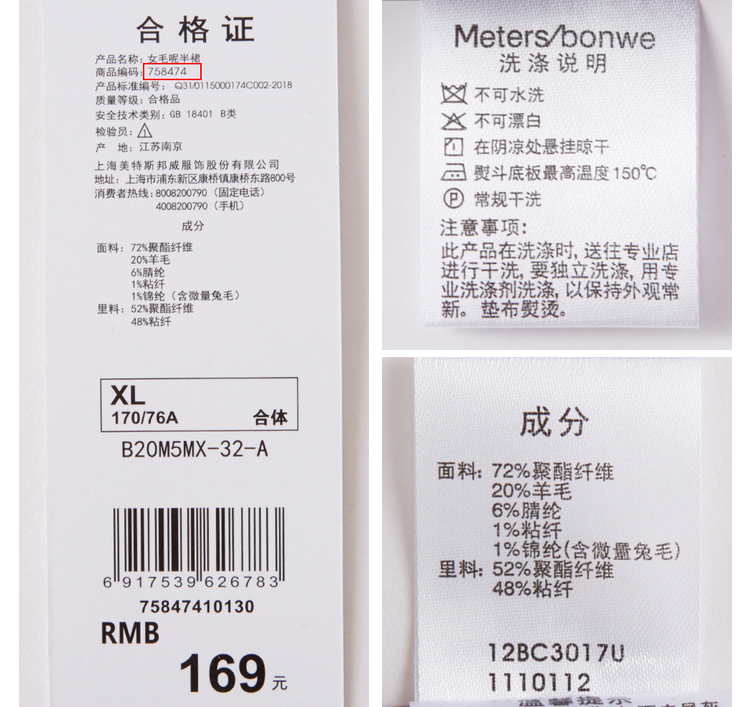 合格证
产品名称: 女毛呢半裙
商品编码: 758474
产品标准编号: Q31/0115000174C002-2018
质量等级: 合格品
安全技术类别: GB 18401 B类
检验员: 1
产 地: 江苏南京
上海美特斯邦威服饰股份有限公司
地址: 上海市浦东新区康桥镇康桥东路800号
消费者热线: 8008200790 (固定电话)
4008200790 (手机)
成分
面料: 72%聚酯纤维
20%羊毛
6%腈纶
1%粘纤
1%锦纶 (含微量兔毛)
里料: 52%聚酯纤维
48%粘纤
XL
170/76A 合体
B20M5MX-32-A
6 917539 626783
75847410130
RMB
169元
Meters/bonwe
洗涤说明
不可水洗
不可漂白
在阴凉处悬挂晾干
熨斗底板最高温度150℃
P 常规干洗
注意事项:
此产品在洗涤时, 送往专业店
进行干洗, 要独立洗涤, 用专
业洗涤剂洗涤, 以保持外观常
新。垫布熨烫。
成分
面料: 72%聚酯纤维
20%羊毛
6%腈纶
1%粘纤
1%锦纶(含微量兔毛)
里料: 52%聚酯纤维
48%粘纤
12BC3017U
1110112
温馨提示